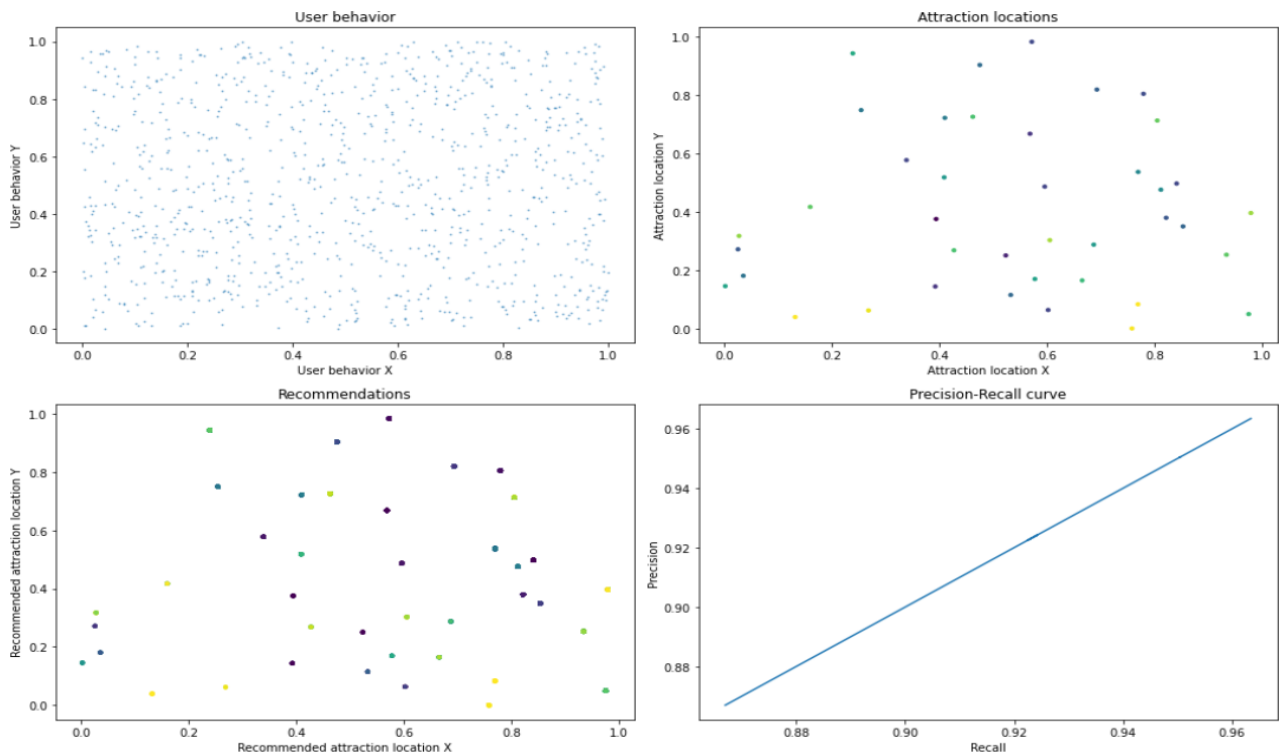 User behavior
1.0
0.8
0.6
0.4
0.2
0.0
User behavior Y
0.0 0.2 0.4 0.6 0.8 1.0
User behavior X
Attraction locations
1.0
0.8
0.6
0.4
0.2
0.0
Attraction location Y
0.0 0.2 0.4 0.6 0.8 1.0
Attraction location X
Recommendations
1.0
0.8
0.6
0.4
0.2
0.0
Recommended attraction location Y
0.0 0.2 0.4 0.6 0.8 1.0
Recommended attraction location X
Precision-Recall curve
0.96
0.94
0.92
0.90
0.88
Precision
0.88 0.90 0.92 0.94 0.96
Recall